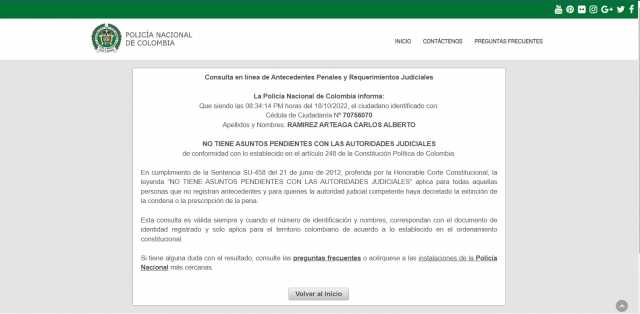 POLICÍA NACIONAL
DE COLOMBIA
INICIO CONTÁCTENOS PREGUNTAS FRECUENTES
Consulta en línea de Antecedentes Penales y Requerimientos Judiciales
La Policía Nacional de Colombia informa:
Que siendo las 08:34:14 PM horas del 18/10/2022, el ciudadano identificado con:
Cédula de Ciudadanía Nº 70756070
Apellidos y Nombres: RAMIREZ ARTEAGA CARLOS ALBERTO
NO TIENE ASUNTOS PENDIENTES CON LAS AUTORIDADES JUDICIALES
de conformidad con lo establecido en el artículo 248 de la Constitución Política de Colombia.
En cumplimiento de la Sentencia SU-458 del 21 de junio de 2012, proferida por la Honorable Corte Constitucional, la
leyenda "NO TIENE ASUNTOS PENDIENTES CON LAS AUTORIDADES JUDICIALES" aplica para todas aquellas
personas que no registran antecedentes y para quienes la autoridad judicial competente haya decretado la extinción de
la condena o la prescripción de la pena.
Esta consulta es válida siempre y cuando el número de identificación y nombres, correspondan con el documento de
identidad registrado y solo aplica para el territorio colombiano de acuerdo a lo establecido en el ordenamiento
constitucional.
Si tiene alguna duda con el resultado, consulte las preguntas frecuentes o acérquese a las instalaciones de la Policía
Nacional más cercanas.
Volver al Inicio